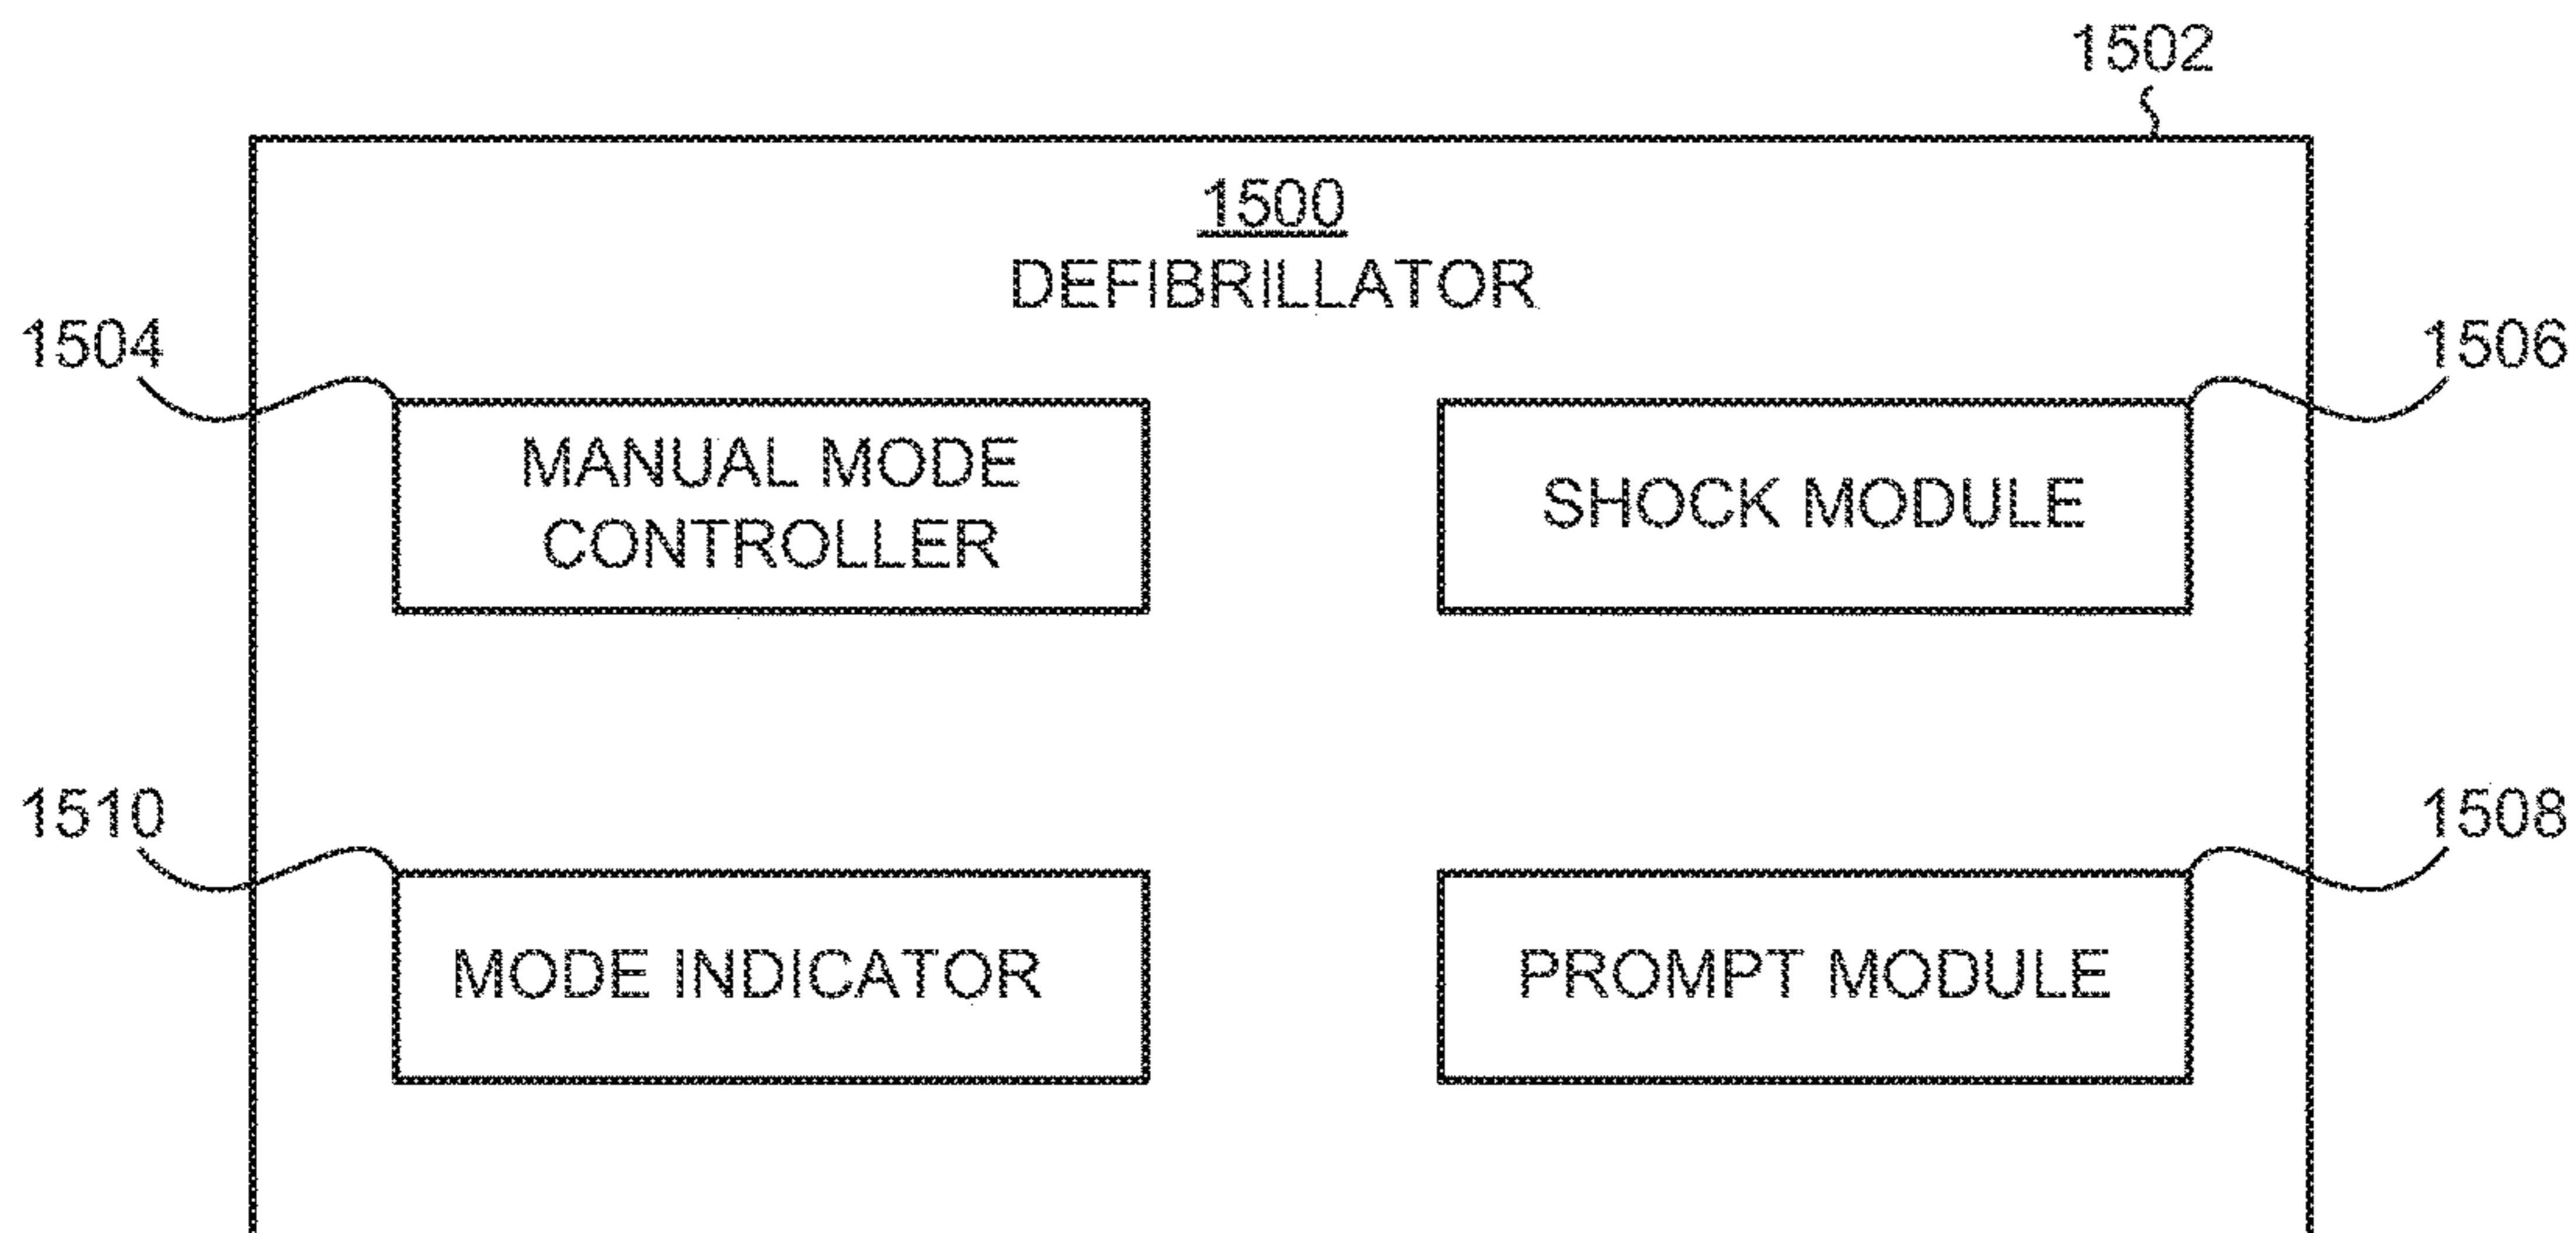 1502
1500
DEFIBRILLATOR
1504
1506
MANUAL MODE
CONTROLLER
SHOCK MODULE
1510
1508
MODE INDICATOR
PROMPT MODULE